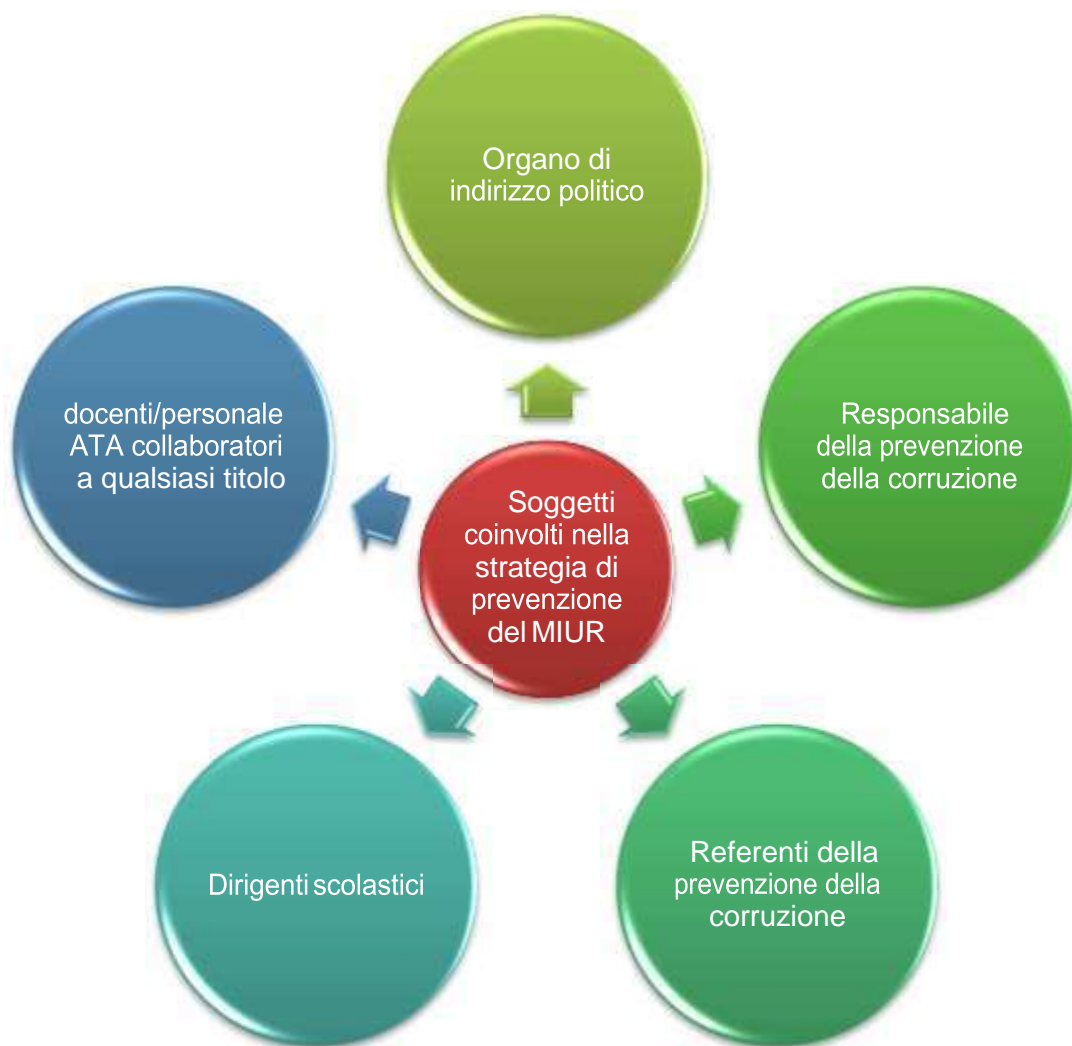 Organo di
indirizzo politico
docenti/personale
ATA collaboratori
a qualsiasi titolo
Responsabile
della prevenzione
della corruzione
Soggetti
coinvolti nella
strategia di
prevenzione
del MIUR
Dirigenti scolastici
Referenti della
prevenzione della
corruzione